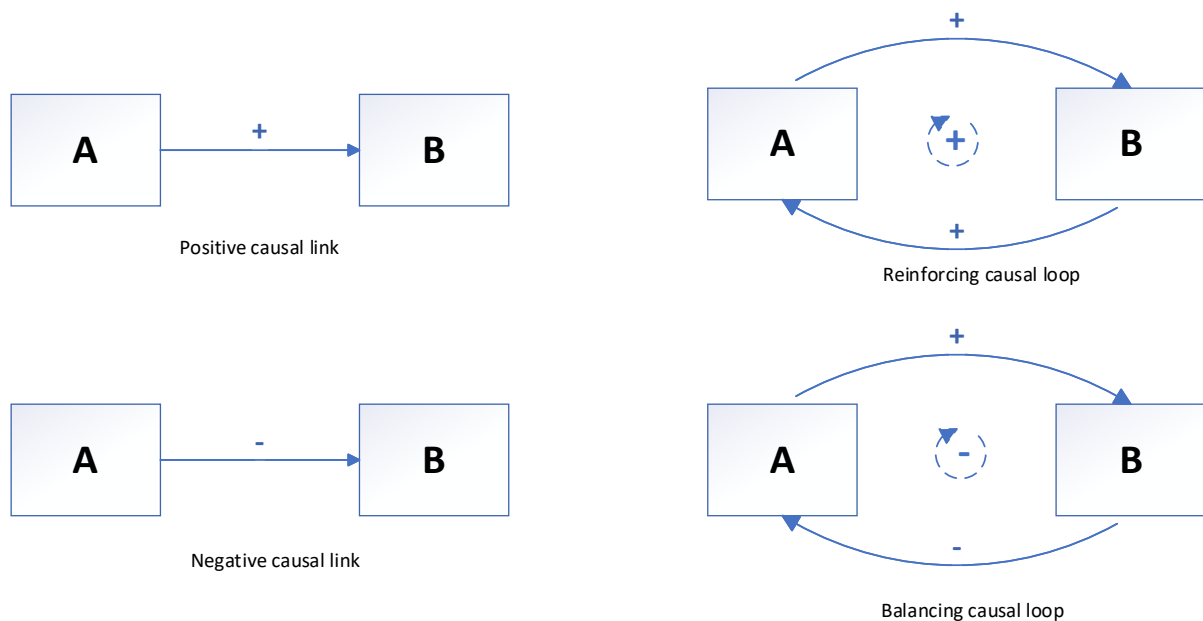 A
+
B
Positive causal link
+
A
+
B
+
Reinforcing causal loop
A
-
B
Negative causal link
+
A
-
B
-
Balancing causal loop